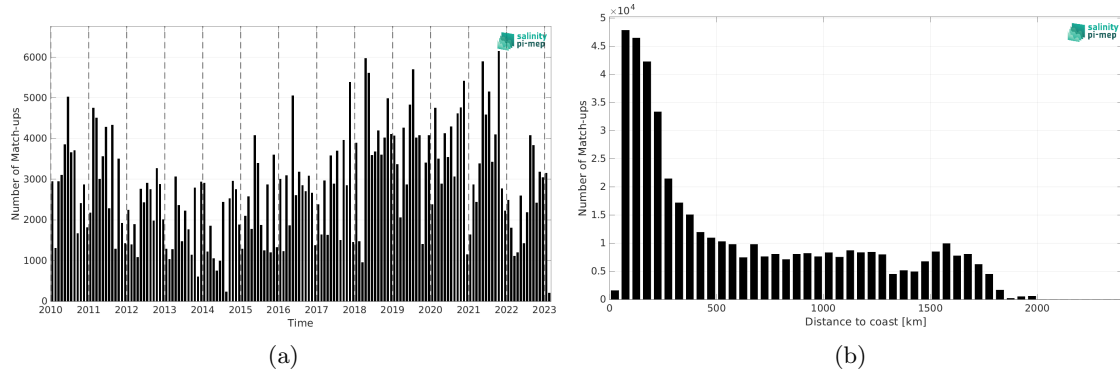 salinity
pi-mep
Number of Match-ups
6000
5000
4000
3000
2000
1000
0
2010 2011 2012 2013 2014 2015 2016 2017 2018 2019 2020 2021 2022 2023
Time
(a)
×10⁴
salinity
pi-mep
Number of Match-ups
5
4.5
4
3.5
3
2.5
2
1.5
1
0.5
0
0 500 1000 1500 2000
Distance to coast [km]
(b)